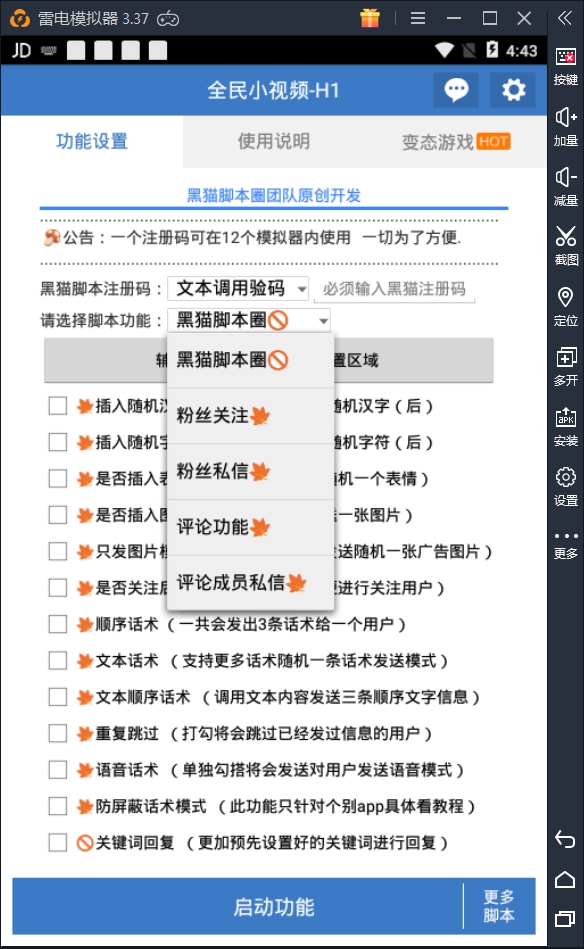 雷电模拟器 3.37
JD 4:43
全民小视频-H1
功能设置 使用说明 变态游戏 HOT
黑猫脚本圈团队原创开发
公告：一个注册码可在12个模拟器内使用 一切为了方便.
黑猫脚本注册码： 文本调用验码 必须输入黑猫注册码
请选择脚本功能： 黑猫脚本圈
辅 置区域
黑猫脚本圈
粉丝关注
粉丝私信
评论功能
评论成员私信
插入随机汉 随机汉字（后）
插入随机字 随机字符（后）
是否插入表 随机一个表情）
是否插入图 一张图片）
只发图片模 发送随机一张广告图片）
是否关注后 进行关注用户）
顺序话术（一共会发出3条话术给一个用户）
文本话术（支持更多话术随机一条话术发送模式）
文本顺序话术（调用文本内容发送三条顺序文字信息）
重复跳过（打勾将会跳过已经发过信息的用户）
语音话术（单独勾搭将会发送对用户发送语音模式）
防屏蔽话术模式（此功能只针对个别app具体看教程）
关键词回复（更加预先设置好的关键词进行回复）
启动功能 更多
脚本
按键
加量
减量
截图
定位
多开
APK
安装
设置
更多